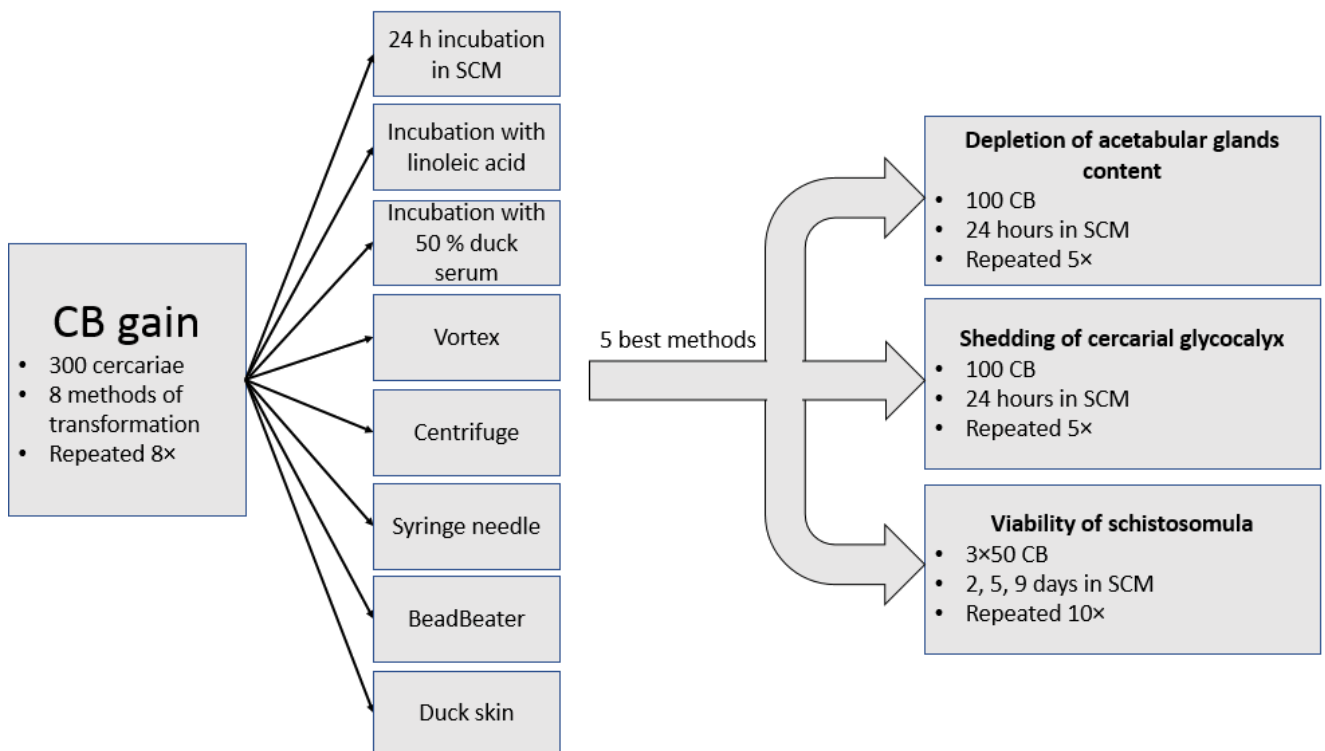 CB gain
• 300 cercariae
• 8 methods of
transformation
• Repeated 8×
24 h incubation
in SCM
Incubation with
linoleic acid
Incubation with
50 % duck
serum
Vortex
Centrifuge
Syringe needle
BeadBeater
Duck skin
5 best methods
Depletion of acetabular glands
content
• 100 CB
• 24 hours in SCM
• Repeated 5×
Shedding of cercarial glycocalyx
• 100 CB
• 24 hours in SCM
• Repeated 5×
Viability of schistosomula
• 3×50 CB
• 2, 5, 9 days in SCM
• Repeated 10×